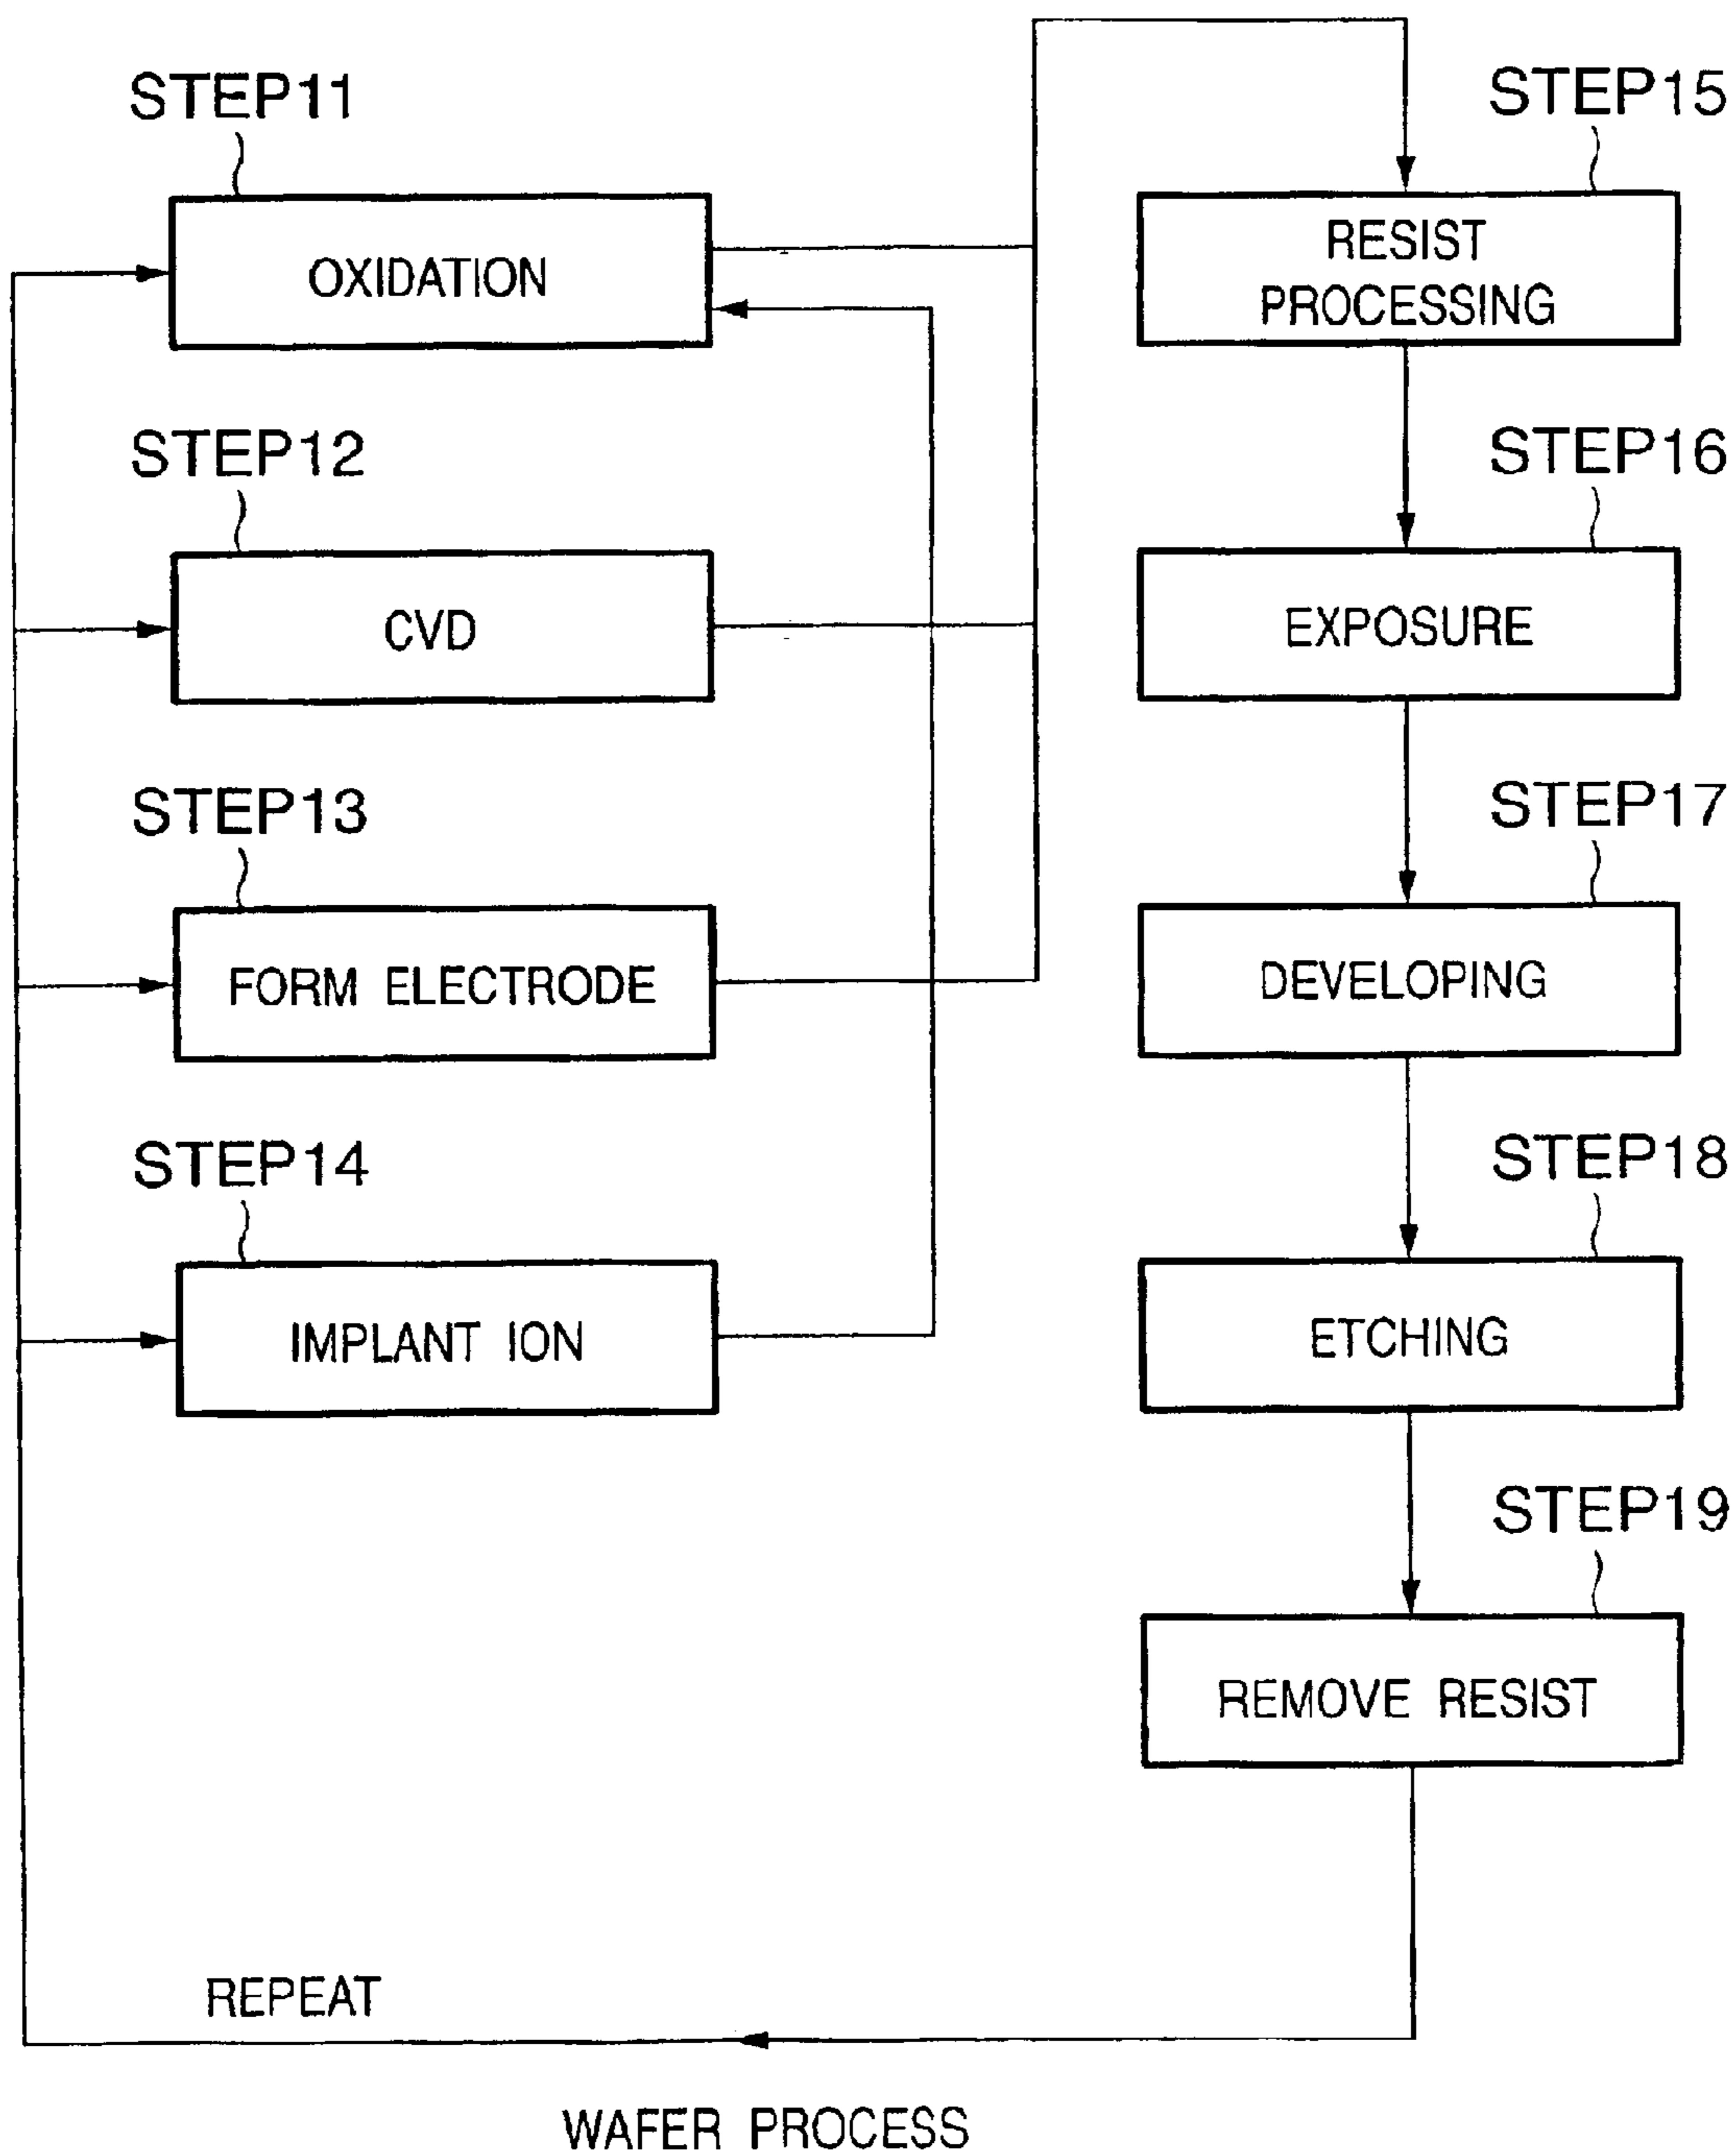 STEP11
OXIDATION
STEP12
CVD
STEP13
FORM ELECTRODE
STEP14
IMPLANT ION
STEP15
RESIST
PROCESSING
STEP16
EXPOSURE
STEP17
DEVELOPING
STEP18
ETCHING
STEP19
REMOVE RESIST
REPEAT
WAFER PROCESS